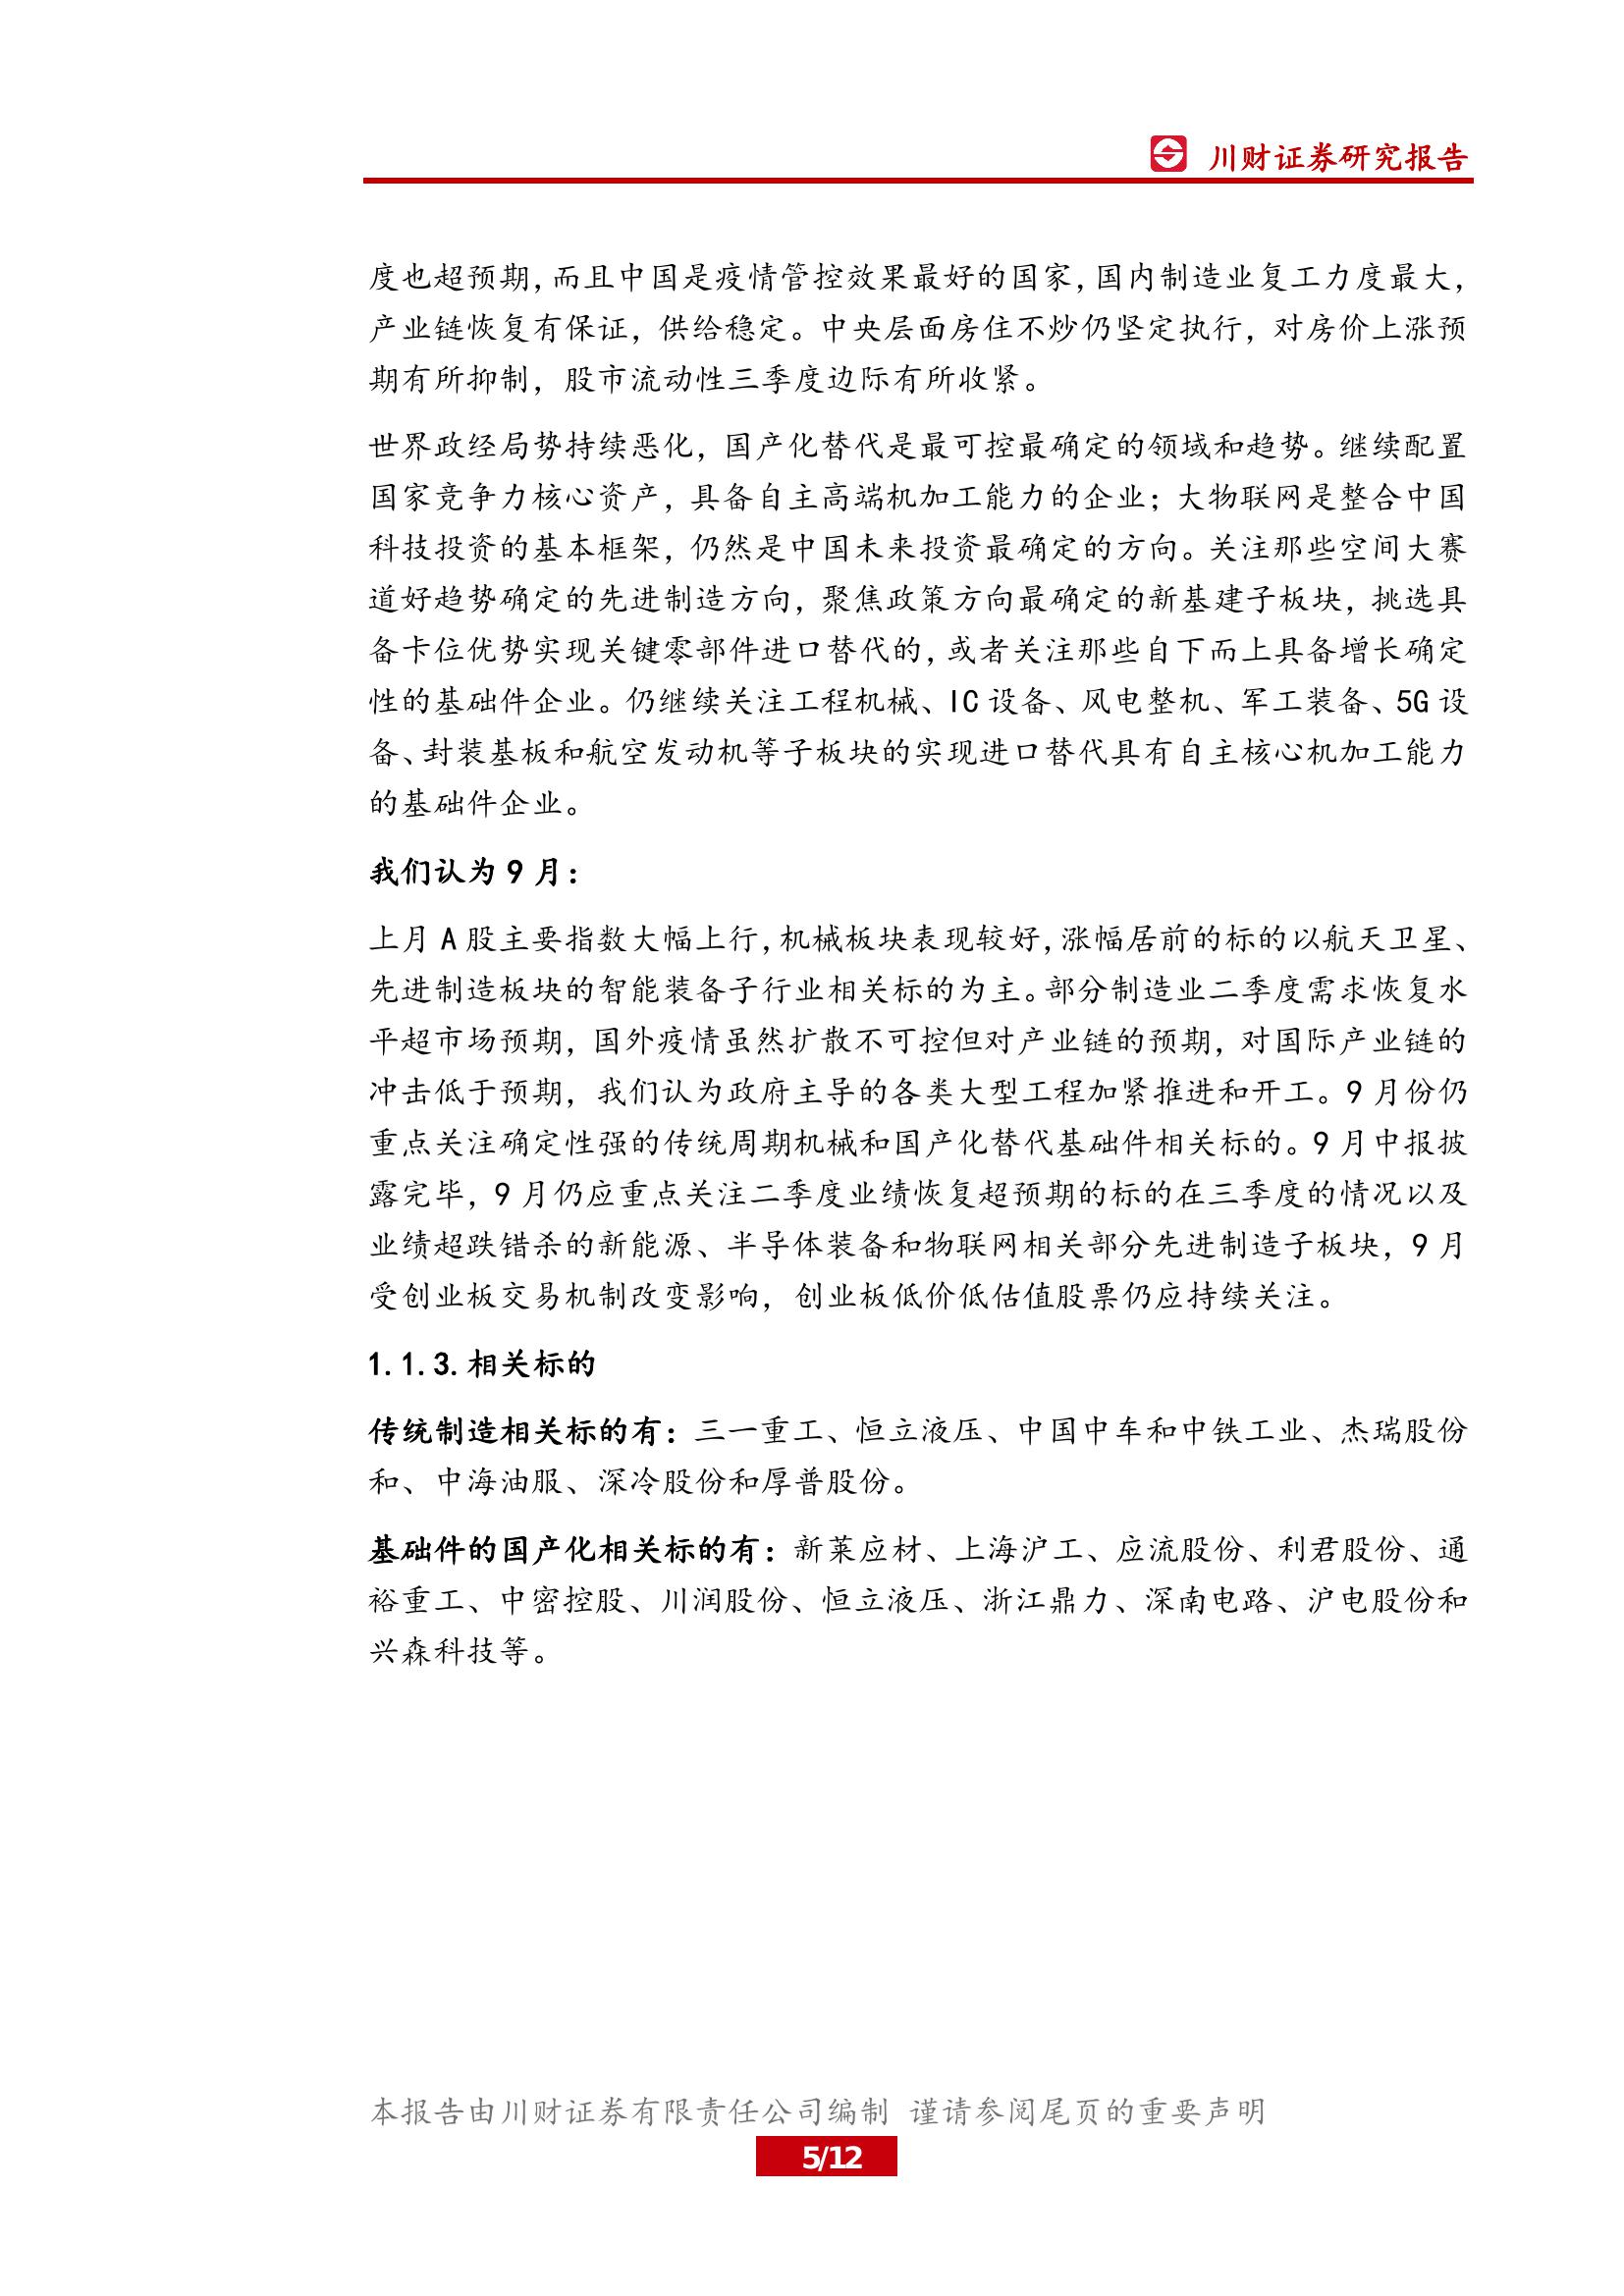 川财证券研究报告
度也超预期，而且中国是疫情管控效果最好的国家，国内制造业复工力度最大，
产业链恢复有保证，供给稳定。中央层面房住不炒仍坚定执行，对房价上涨预
期有所抑制，股市流动性三季度边际有所收紧。
世界政经局势持续恶化，国产化替代是最可控最确定的领域和趋势。继续配置
国家竞争力核心资产，具备自主高端机加工能力的企业；大物联网是整合中国
科技投资的基本框架，仍然是中国未来投资最确定的方向。关注那些空间大赛
道好趋势确定的先进制造方向，聚焦政策方向最确定的新基建子板块，挑选具
备卡位优势实现关键零部件进口替代的，或者关注那些自下而上具备增长确定
性的基础件企业。仍继续关注工程机械、IC 设备、风电整机、军工装备、5G 设
备、封装基板和航空发动机等子板块的实现进口替代具有自主核心机加工能力
的基础件企业。
我们认为 9 月：
上月 A 股主要指数大幅上行，机械板块表现较好，涨幅居前的标的以航天卫星、
先进制造板块的智能装备子行业相关标的为主。部分制造业二季度需求恢复水
平超市场预期，国外疫情虽然扩散不可控但对产业链的预期，对国际产业链的
冲击低于预期，我们认为政府主导的各类大型工程加紧推进和开工。9 月份仍
重点关注确定性强的传统周期机械和国产化替代基础件相关标的。9 月中报披
露完毕，9 月仍应重点关注二季度业绩恢复超预期的标的在三季度的情况以及
业绩超跌错杀的新能源、半导体装备和物联网相关部分先进制造子板块，9 月
受创业板交易机制改变影响，创业板低价低估值股票仍应持续关注。
1.1.3.相关标的
传统制造相关标的有：三一重工、恒立液压、中国中车和中铁工业、杰瑞股份
和、中海油服、深冷股份和厚普股份。
基础件的国产化相关标的有：新莱应材、上海沪工、应流股份、利君股份、通
裕重工、中密控股、川润股份、恒立液压、浙江鼎力、深南电路、沪电股份和
兴森科技等。
本报告由川财证券有限责任公司编制 谨请参阅尾页的重要声明
5/12